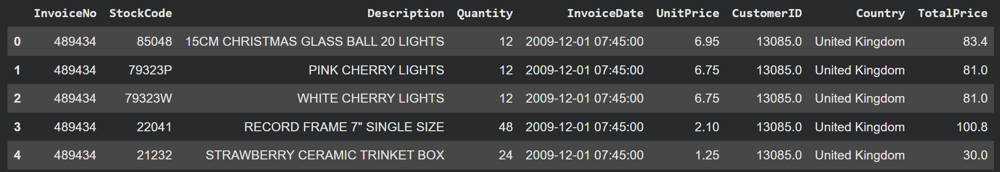 InvoiceNo StockCode Description Quantity InvoiceDate UnitPrice CustomerID Country TotalPrice
0 489434 85048 15CM CHRISTMAS GLASS BALL 20 LIGHTS 12 2009-12-01 07:45:00 6.95 13085.0 United Kingdom 83.4
1 489434 79323P PINK CHERRY LIGHTS 12 2009-12-01 07:45:00 6.75 13085.0 United Kingdom 81.0
2 489434 79323W WHITE CHERRY LIGHTS 12 2009-12-01 07:45:00 6.75 13085.0 United Kingdom 81.0
3 489434 22041 RECORD FRAME 7" SINGLE SIZE 48 2009-12-01 07:45:00 2.10 13085.0 United Kingdom 100.8
4 489434 21232 STRAWBERRY CERAMIC TRINKET BOX 24 2009-12-01 07:45:00 1.25 13085.0 United Kingdom 30.0